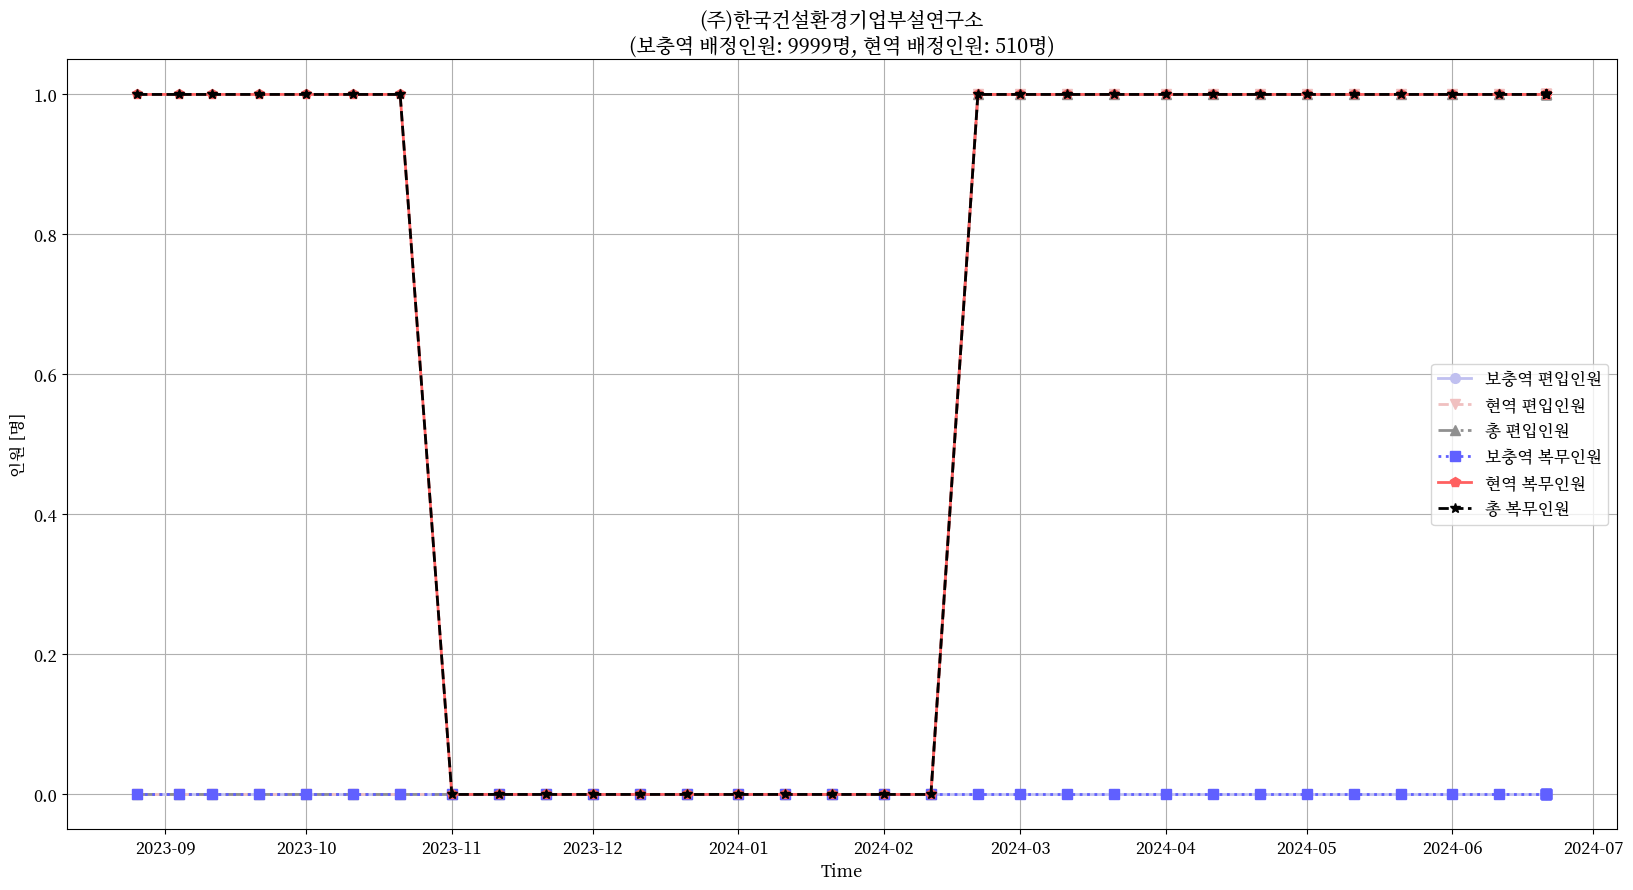 (주)한국건설환경기업부설연구소
(보충역 배정인원: 9999명, 현역 배정인원: 510명)
인원 [명]
1.0
0.8
0.6
0.4
0.2
0.0
보충역 편입인원
현역 편입인원
총 편입인원
보충역 복무인원
현역 복무인원
총 복무인원
2023-09 2023-10 2023-11 2023-12 2024-01 2024-02 2024-03 2024-04 2024-05 2024-06 2024-07
Time